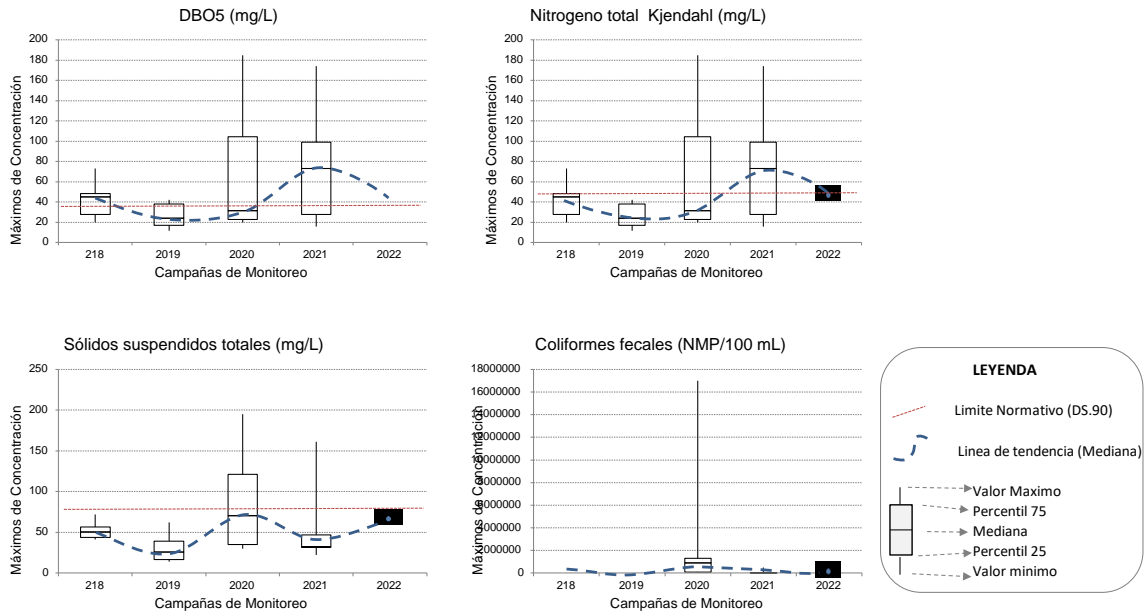 DBO5 (mg/L)
Máximos de Concentración
200
180
160
140
120
100
80
60
40
20
0
218 2019 2020 2021 2022
Campañas de Monitoreo
Nitrogeno total Kjendahl (mg/L)
Máximos de Concentración
200
180
160
140
120
100
80
60
40
20
0
218 2019 2020 2021 2022
Campañas de Monitoreo
Sólidos suspendidos totales (mg/L)
Máximos de Concentración
250
200
150
100
50
0
218 2019 2020 2021 2022
Campañas de Monitoreo
Coliformes fecales (NMP/100 mL)
Máximos de Concentración
18000000
16000000
14000000
12000000
10000000
8000000
6000000
4000000
2000000
0
218 2019 2020 2021 2022
Campañas de Monitoreo
LEYENDA
Limite Normativo (DS.90)
Linea de tendencia (Mediana)
Valor Maximo
Percentil 75
Mediana
Percentil 25
Valor minimo